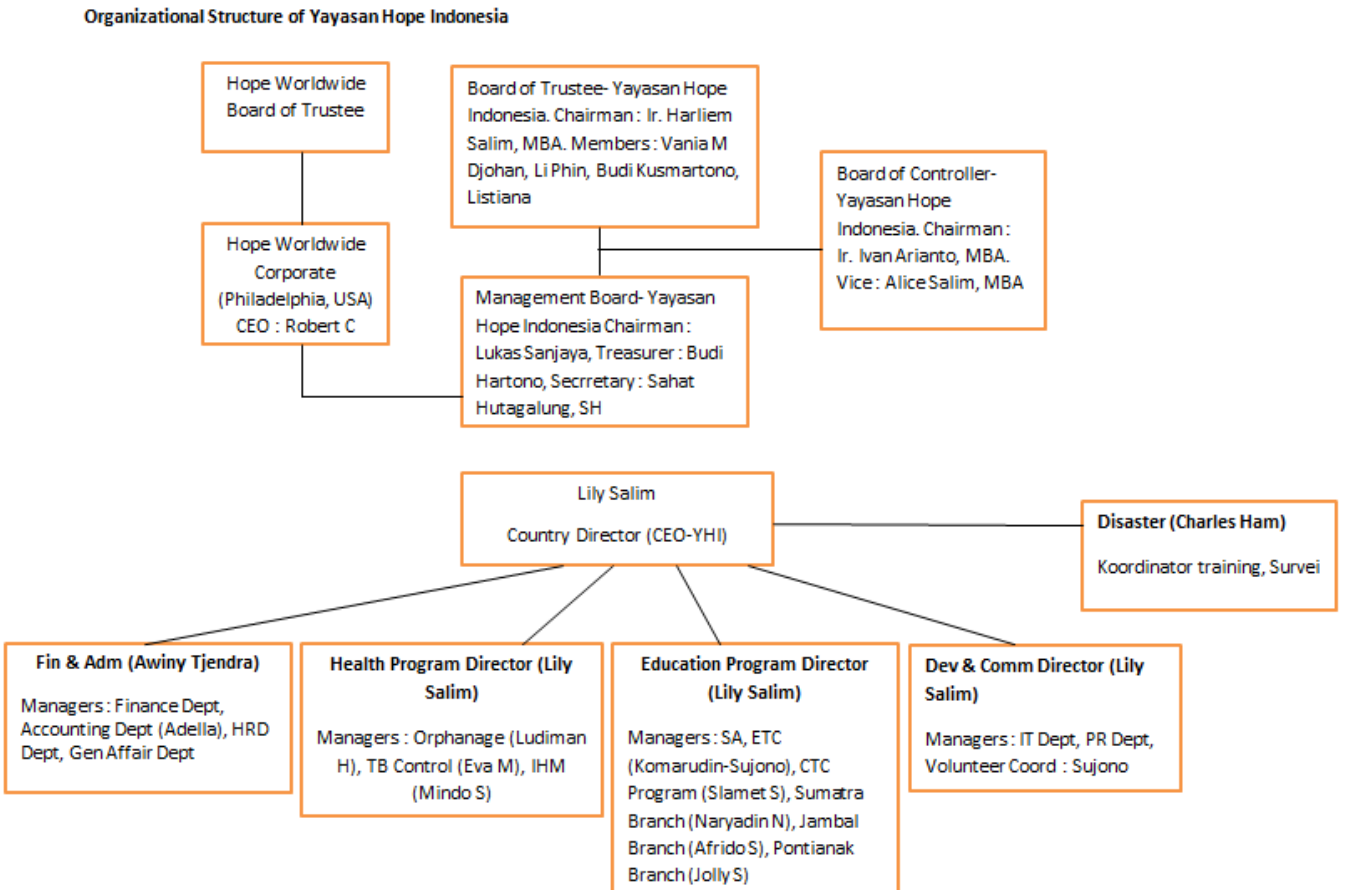 Organizational Structure of Yayasan Hope Indonesia
Hope Worldwide
Board of Trustee
Board of Trustee- Yayasan Hope
Indonesia. Chairman : Ir. Harliem
Salim, MBA. Members : Vania M
Djohan, Li Phin, Budi Kusmartono,
Listiana
Board of Controller-
Yayasan Hope
Indonesia. Chairman :
Ir. Ivan Arianto, MBA.
Vice : Alice Salim, MBA
Hope Worldwide
Corporate
(Philadelphia, USA)
CEO : Robert C
Management Board- Yayasan
Hope Indonesia Chairman :
Lukas Sanjaya, Treasurer : Budi
Hartono, Secrretary : Sahat
Hutagalung, SH
Lily Salim
Country Director (CEO-YHI)
Disaster (Charles Ham)
Koordinator training, Survei
Fin & Adm (Awiny Tjendra)
Managers : Finance Dept,
Accounting Dept (Adella), HRD
Dept, Gen Affair Dept
Health Program Director (Lily
Salim)
Managers : Orphanage (Ludiman
H), TB Control (Eva M), IHM
(Mindo S)
Education Program Director
(Lily Salim)
Managers : SA, ETC
(Komarudin-Sujono), CTC
Program (Slamet S), Sumatra
Branch (Naryadin N), Jambal
Branch (Afrido S), Pontianak
Branch (Jolly S)
Dev & Comm Director (Lily
Salim)
Managers : IT Dept, PR Dept,
Volunteer Coord : Sujono